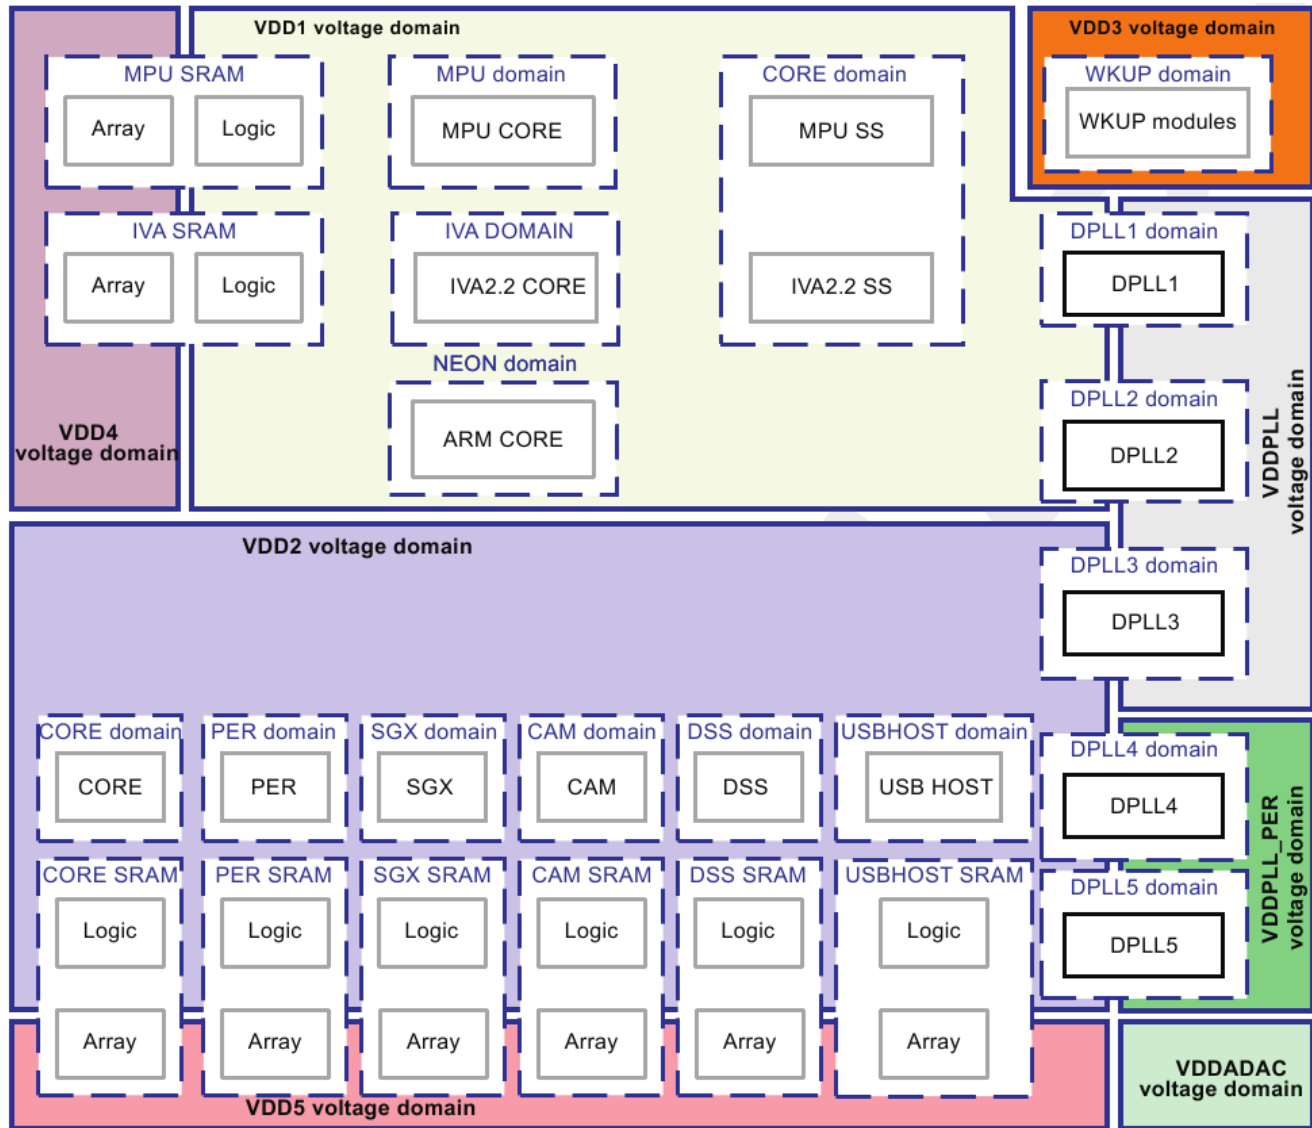 VDD1 voltage domain
VDD3 voltage domain
MPU SRAM
MPU domain
CORE domain
WKUP domain
Array
Logic
MPU CORE
MPU SS
WKUP modules
IVA SRAM
IVA DOMAIN
DPLL1 domain
Array
Logic
IVA2.2 CORE
IVA2.2 SS
DPLL1
NEON domain
ARM CORE
DPLL2 domain
DPLL2
VDD4
voltage domain
VDDPLL
voltage domain
VDD2 voltage domain
DPLL3 domain
DPLL3
CORE domain
PER domain
SGX domain
CAM domain
DSS domain
USBHOST domain
DPLL4 domain
CORE
PER
SGX
CAM
DSS
USB HOST
DPLL4
VDDPLL_PER
voltage domain
CORE SRAM
PER SRAM
SGX SRAM
CAM SRAM
DSS SRAM
USBHOST SRAM
DPLL5 domain
Logic
Logic
Logic
Logic
Logic
Logic
DPLL5
Array
Array
Array
Array
Array
Array
VDD5 voltage domain
VDDADAC
voltage domain